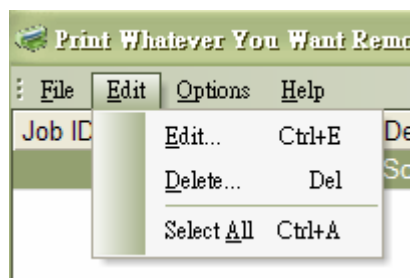 Print Whatever You Want Remo
File Edit Options Help
Job ID De
Edit... Ctrl+E
So
Delete... Del
Select All Ctrl+A